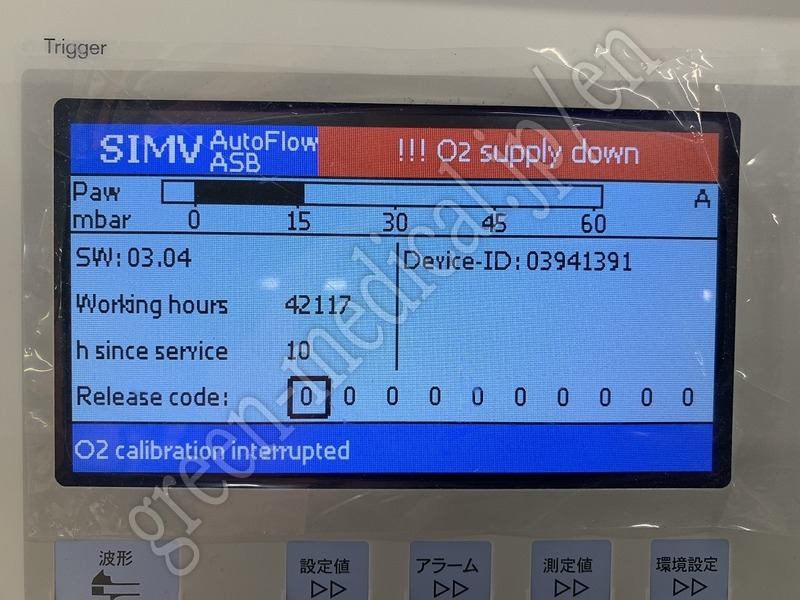 Trigger
SIMV AutoFlow ASB
!!! O2 supply down
Paw
mbar 0 15 30 45 60
A
SW: 03.04
Device-ID: 03941391
Working hours 42117
h since service 10
Release code: 0 0 0 0 0 0 0 0 0 0
O2 calibration interrupted
波形
設定値
アラーム
測定値
環境設定
green-medical.jp/en